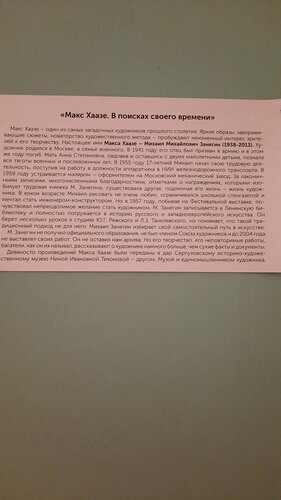 «Макс Хаазе. В поисках своего времени»
Макс Хаазе – один из самых загадочных художников прошлого столетия. Яркие образы, заворажи-
вающие сюжеты, новаторство художественного метода – пробуждают неизменный интерес зрите-
лей к его творчеству. Настоящее имя Макса Хаазе – Михаил Михайлович Занегин (1938-2013). Ху-
дожник родился в Москве, в семье военного. В 1941 году его отец был призван в армию и в этом
же году погиб. Мать Анна Степановна, овдовев и оставшись с двумя малолетними детьми, познала
все тяготы военных и послевоенных лет. В 1955 году 17-летний Михаил начал свою трудовую дея-
тельность, поступив на работу в должности аппаратчика в НИИ железнодорожного транспорта. В
1959 году устраивается маляром – оформителем на Московский механический завод. За лаконич-
ными записями, многочисленными благодарностями отметками о награждениях, которыми изо-
билует трудовая книжка М. Занегина, существовала другая, подлинная его жизнь – жизнь худож-
ника. В юном возрасте Михаил рисовать не очень любил, ограничивался школьной стенгазетой и
мечтал стать инженером-конструктором. Но в 1957 году, побывав на Фестивальной выставке, по-
чувствовал непреодолимое желание стать художником. М. Занегин записывается в Ленинскую би-
блиотеку и полностью погружается в историю русского и западноевропейского искусства. Он
берет несколько уроков в студиях Ю.Г. Ряжского и Л.З. Танклевского, но понимает, что такой тра-
диционный подход не для него. Михаил Занегин избирает свой самостоятельный путь в искусстве.
М. Занегин не получил официального образования, не был членом Союза художников и до 2004 года
не выставлял своих работ. Он не оставил нам архива. Но его творчество, его неповторимые работы,
багатели, как он их называл, рассказывают о художнике намного больше, чем сухие факты и документы.
Девяносто произведений Макса Хаазе были переданы в дар Серпуховскому историко-художе-
ственному музею Ниной Ивановной Тихоновой – другом, Музой и единомышленником художника.